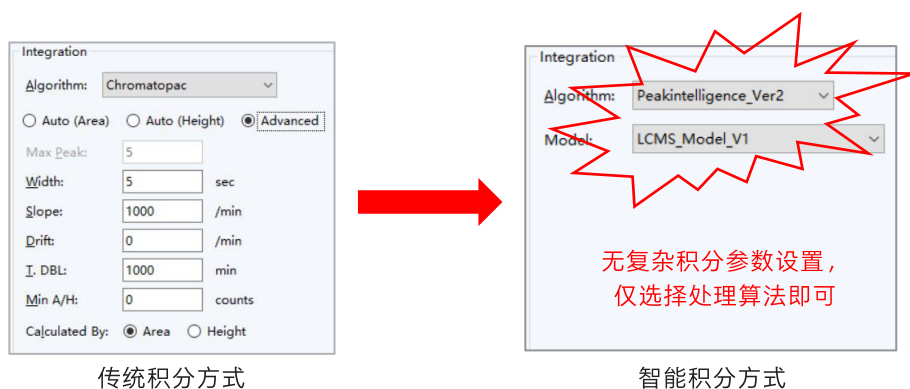 Integration
Algorithm: Chromatopac
Auto (Area) Auto (Height) Advanced
Max Peak: 5
Width: 5 sec
Slope: 1000 /min
Drift: 0 /min
T. DBL: 1000 min
Min A/H: 0 counts
Calculated By: Area Height
传统积分方式
Integration
Algorithm: Peakintelligence_Ver2
Model: LCMS_Model_V1
无复杂积分参数设置，
仅选择处理算法即可
智能积分方式